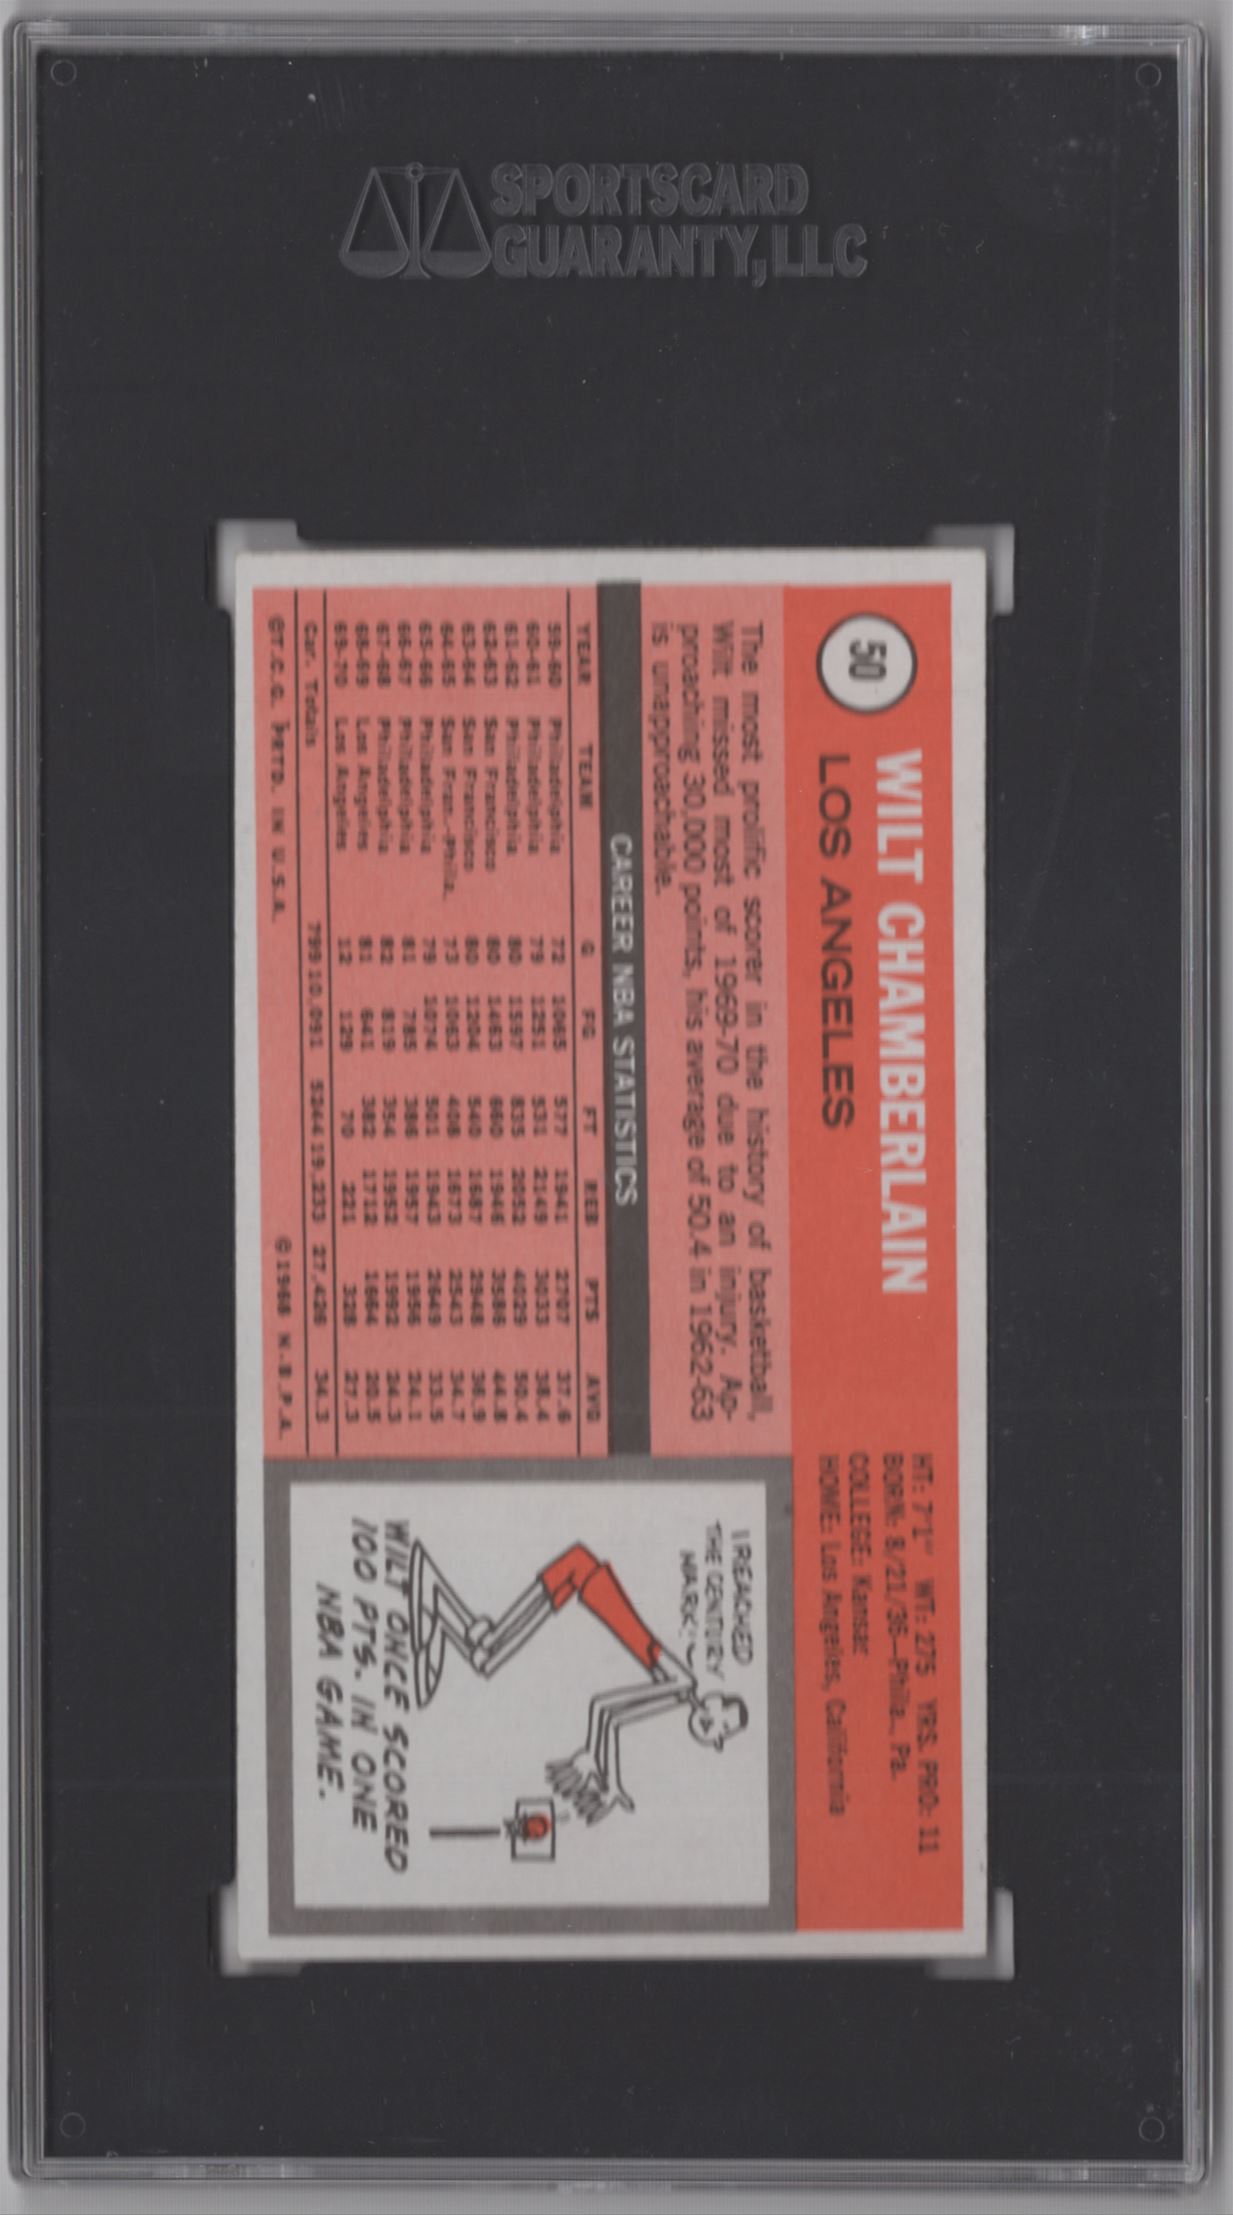 SPORTSCARD
GUARANTY, LLC
50
WILT CHAMBERLAIN
LOS ANGELES
HT: 7'1" WT: 275 YRS. PRO: 11
BORN: 8/21/36—Phila., Pa.
COLLEGE: Kansas
HOME: Los Angeles, California
The most prolific scorer in the history of basketball,
Wilt missed most of 1969-70 due to an injury. Ap-
proaching 30,000 points, his average of 50.4 in 1962-63
is unapproachable.
CAREER NBA STATISTICS
YEAR TEAM G FG FT REB PTS AVG
59-60 Philadelphia 72 1065 577 1941 2707 37.6
60-61 Philadelphia 79 1251 531 2149 3033 38.4
61-62 Philadelphia 80 1597 835 2052 4029 50.4
62-63 San Francisco 80 1463 660 1946 3586 44.8
63-64 San Francisco 80 1204 540 1687 2948 36.9
64-65 San Fran.-Phila. 73 1063 408 1673 2543 34.7
65-66 Philadelphia 79 1074 501 1943 2649 33.5
66-67 Philadelphia 81 785 386 1957 1956 24.1
67-68 Philadelphia 82 819 354 1952 1992 24.3
68-69 Los Angeles 81 641 382 1712 1664 20.5
69-70 Los Angeles 12 129 70 221 328 27.3
Car. Totals 799 10,091 5244 19,233 27,426 34.3
©T.C.G. PRTD. IN U.S.A. ©1968 N.B.P.A.
I REACHED
THE CENTURY
MARK!
WILT ONCE SCORED
100 PTS. IN ONE
NBA GAME.